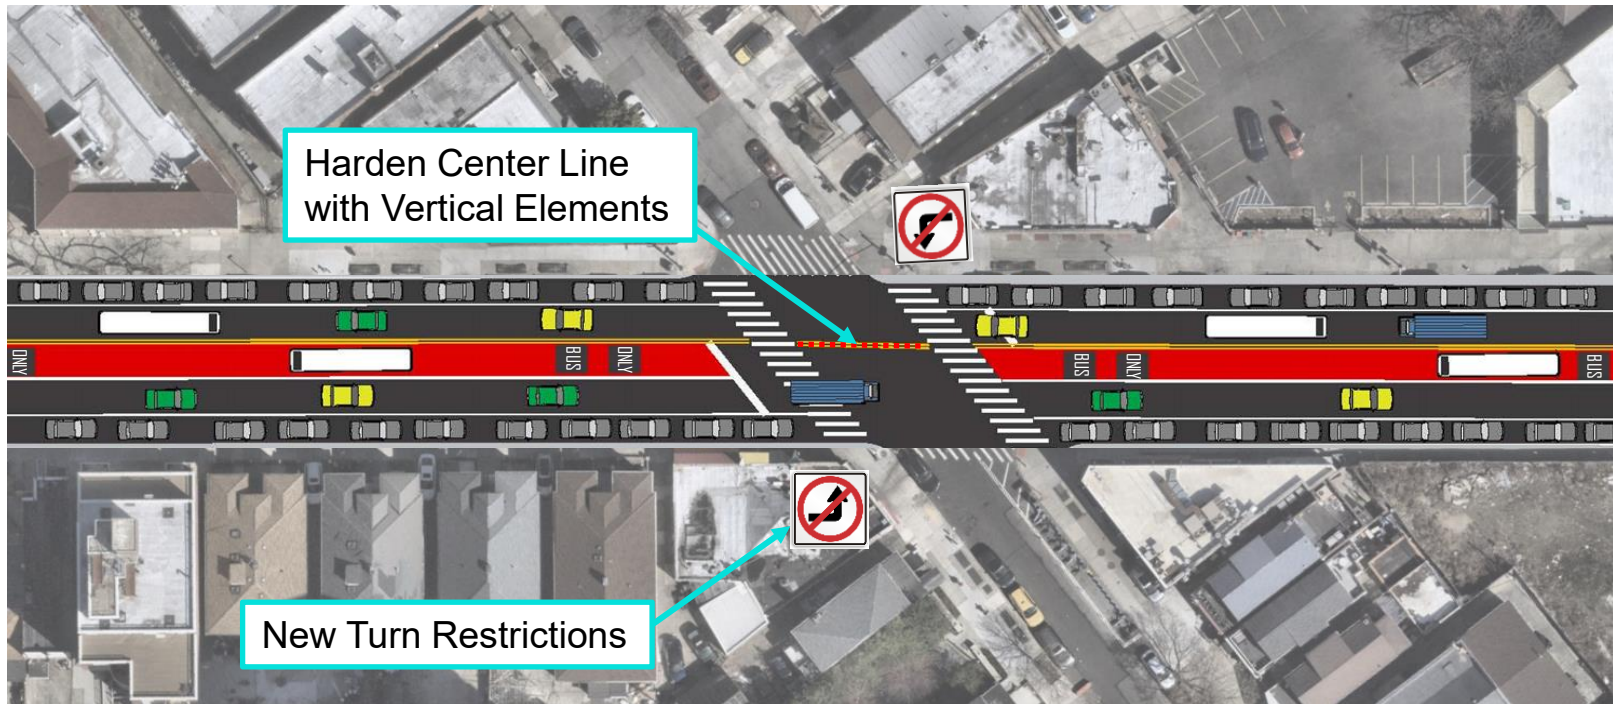 Harden Center Line
with Vertical Elements
ONLY
BUS
ONLY
BUS
ONLY
BUS
New Turn Restrictions